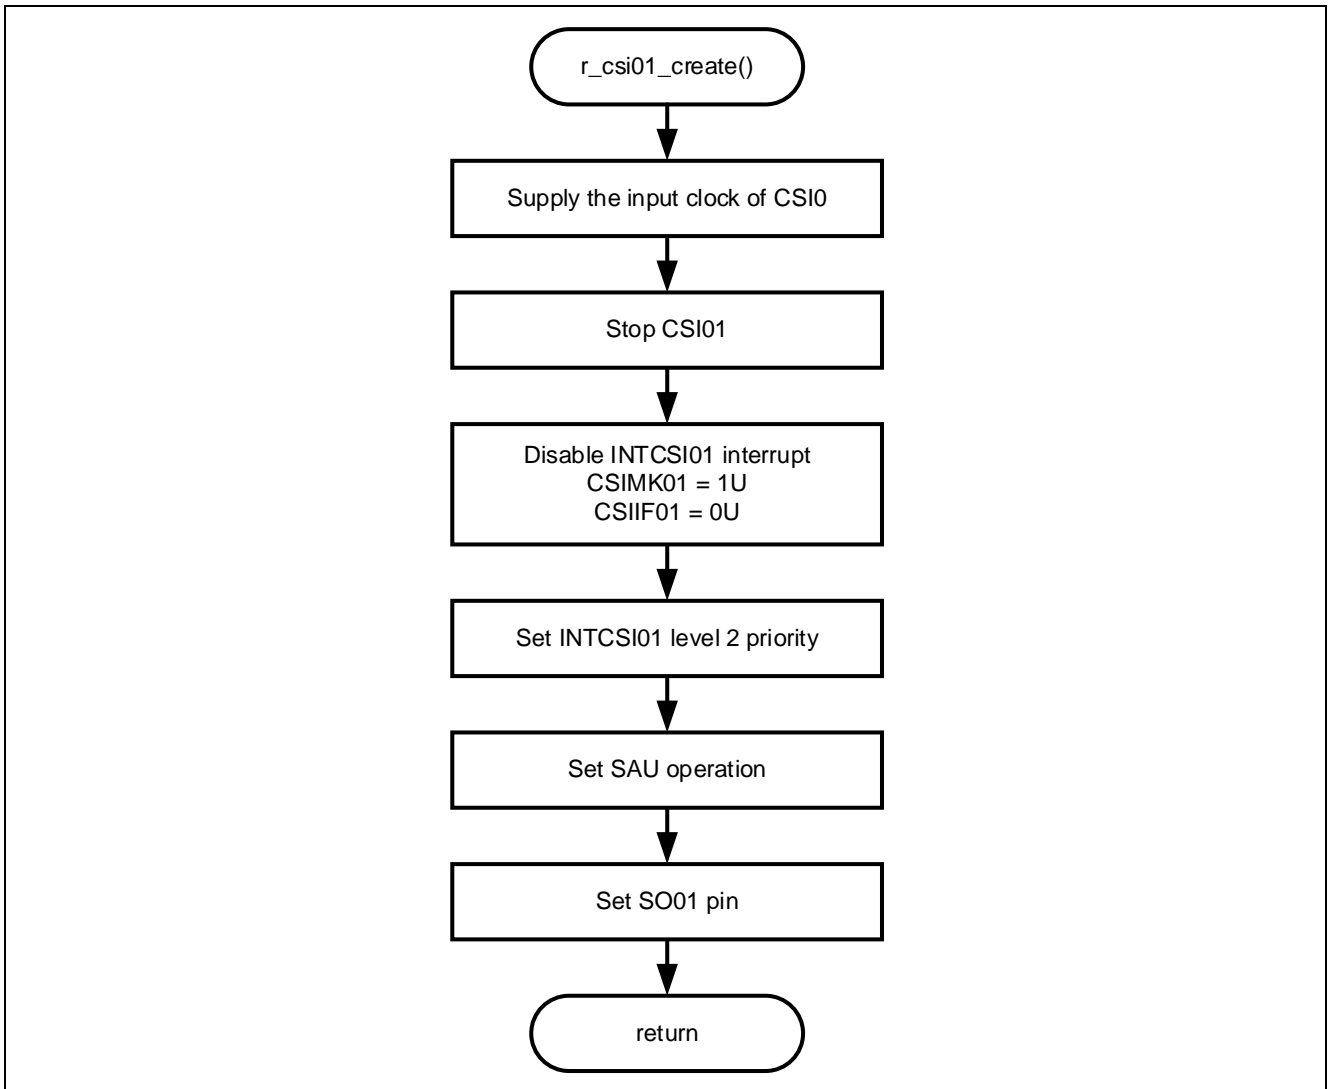 r_csi01_create()
Supply the input clock of CSI0
Stop CSI01
Disable INTCSI01 interrupt
CSIMK01 = 1U
CSIIF01 = 0U
Set INTCSI01 level 2 priority
Set SAU operation
Set SO01 pin
return